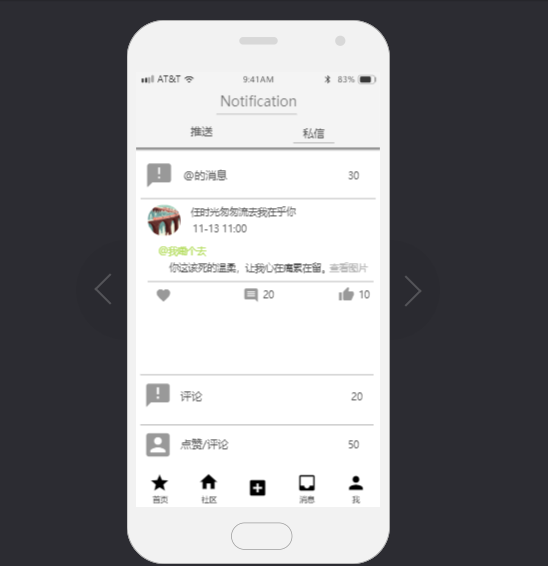 AT&T 9:41AM 83%
Notification
推送 私信
@的消息 30
任时光匆匆流去我在乎你
11-13 11:00
@我哪个去
你这该死的温柔，让我心在痛累在留。查看图片
20 10
评论 20
点赞/评论 50
首页 社区 消息 我